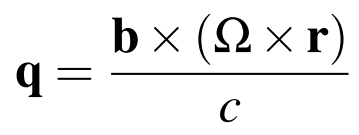 q = b × (Ω × r) / c